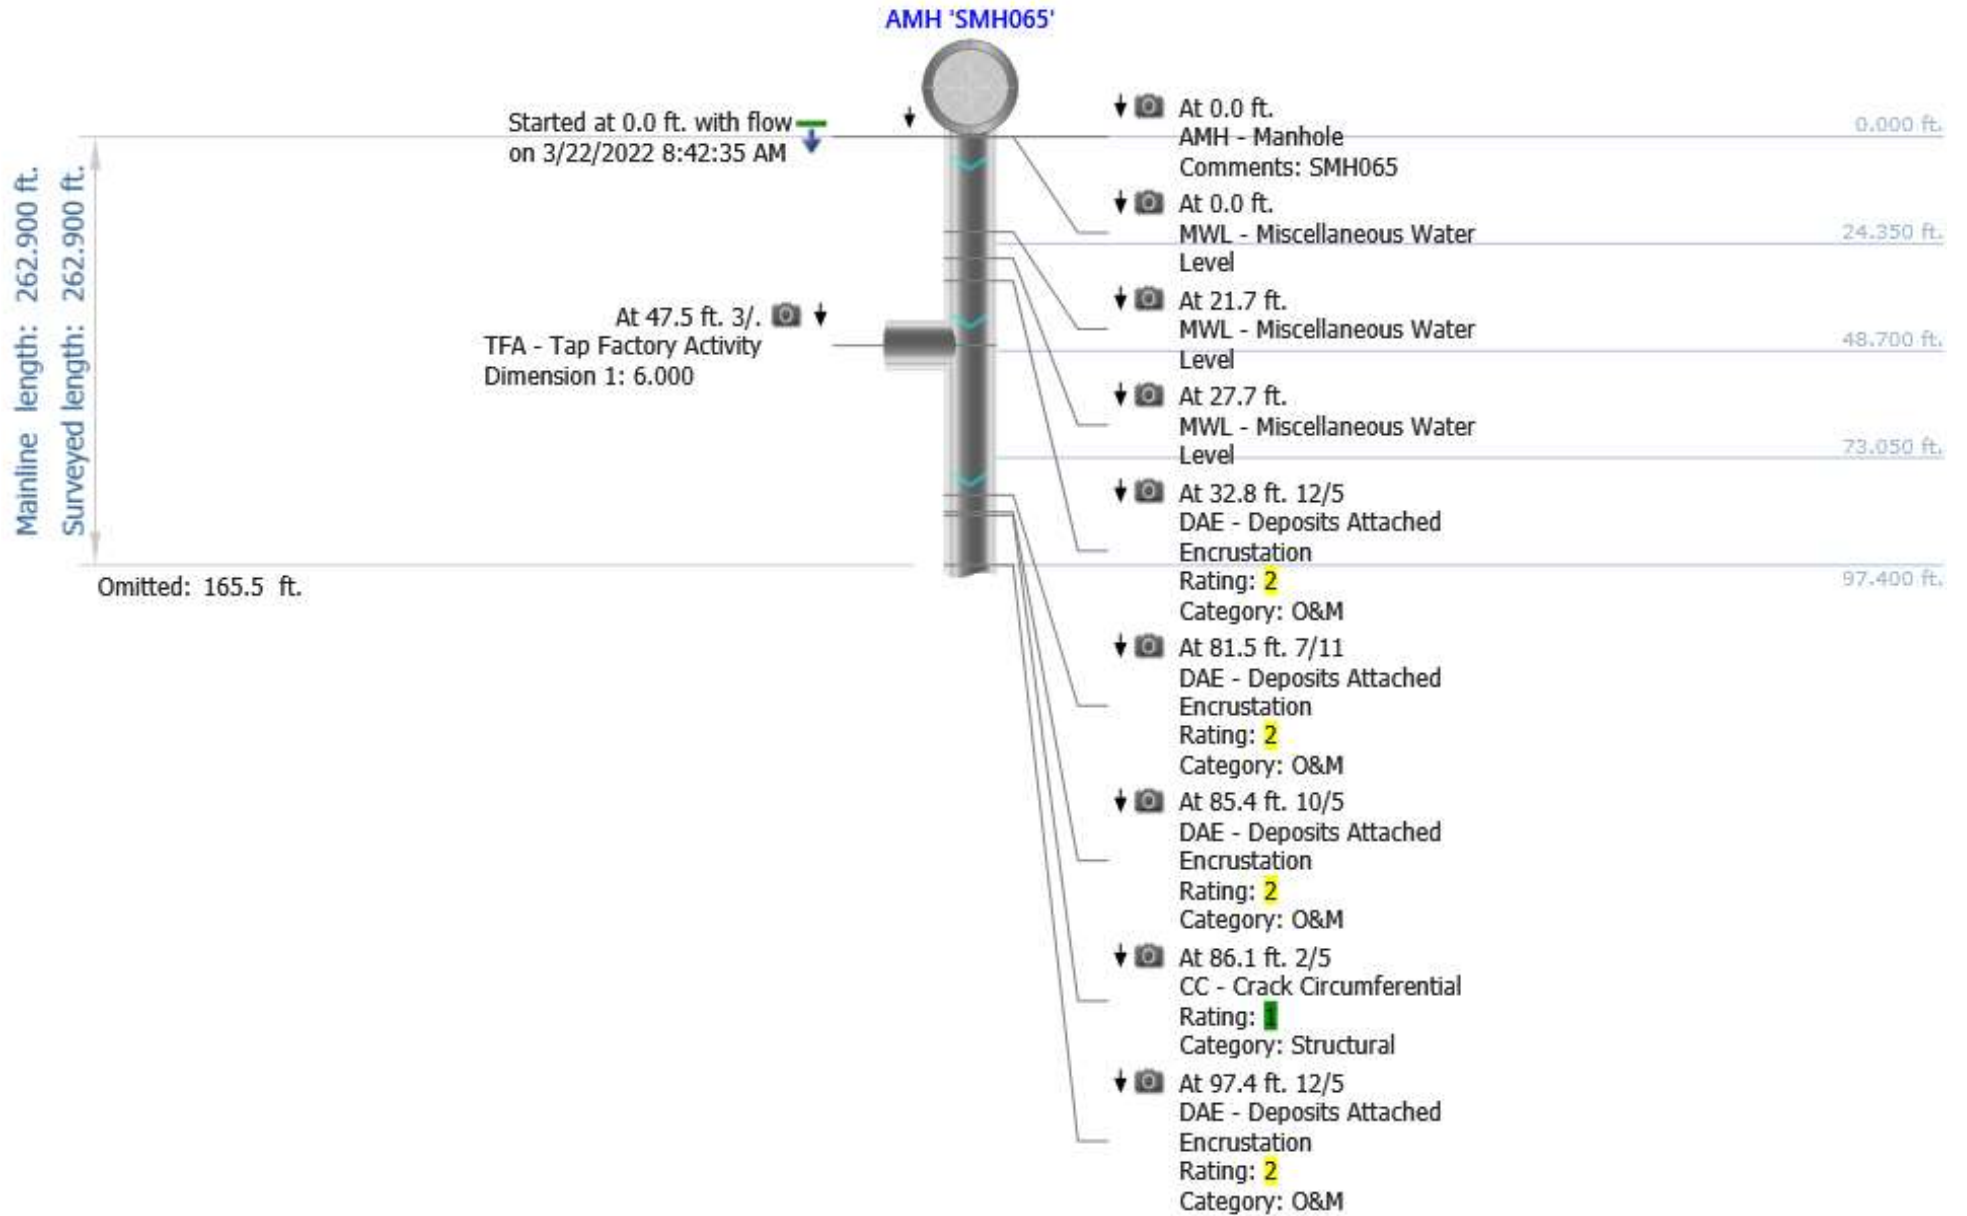 AMH 'SMH065'
Started at 0.0 ft. with flow
on 3/22/2022 8:42:35 AM
Mainline length: 262.900 ft.
Surveyed length: 262.900 ft.
At 47.5 ft. 3/.
TFA - Tap Factory Activity
Dimension 1: 6.000
Omitted: 165.5 ft.
At 0.0 ft.
AMH - Manhole
Comments: SMH065
At 0.0 ft.
MWL - Miscellaneous Water
Level
At 21.7 ft.
MWL - Miscellaneous Water
Level
At 27.7 ft.
MWL - Miscellaneous Water
Level
At 32.8 ft. 12/5
DAE - Deposits Attached
Encrustation
Rating: 2
Category: O&M
At 81.5 ft. 7/11
DAE - Deposits Attached
Encrustation
Rating: 2
Category: O&M
At 85.4 ft. 10/5
DAE - Deposits Attached
Encrustation
Rating: 2
Category: O&M
At 86.1 ft. 2/5
CC - Crack Circumferential
Rating: 1
Category: Structural
At 97.4 ft. 12/5
DAE - Deposits Attached
Encrustation
Rating: 2
Category: O&M
0.000 ft.
24.350 ft.
48.700 ft.
73.050 ft.
97.400 ft.